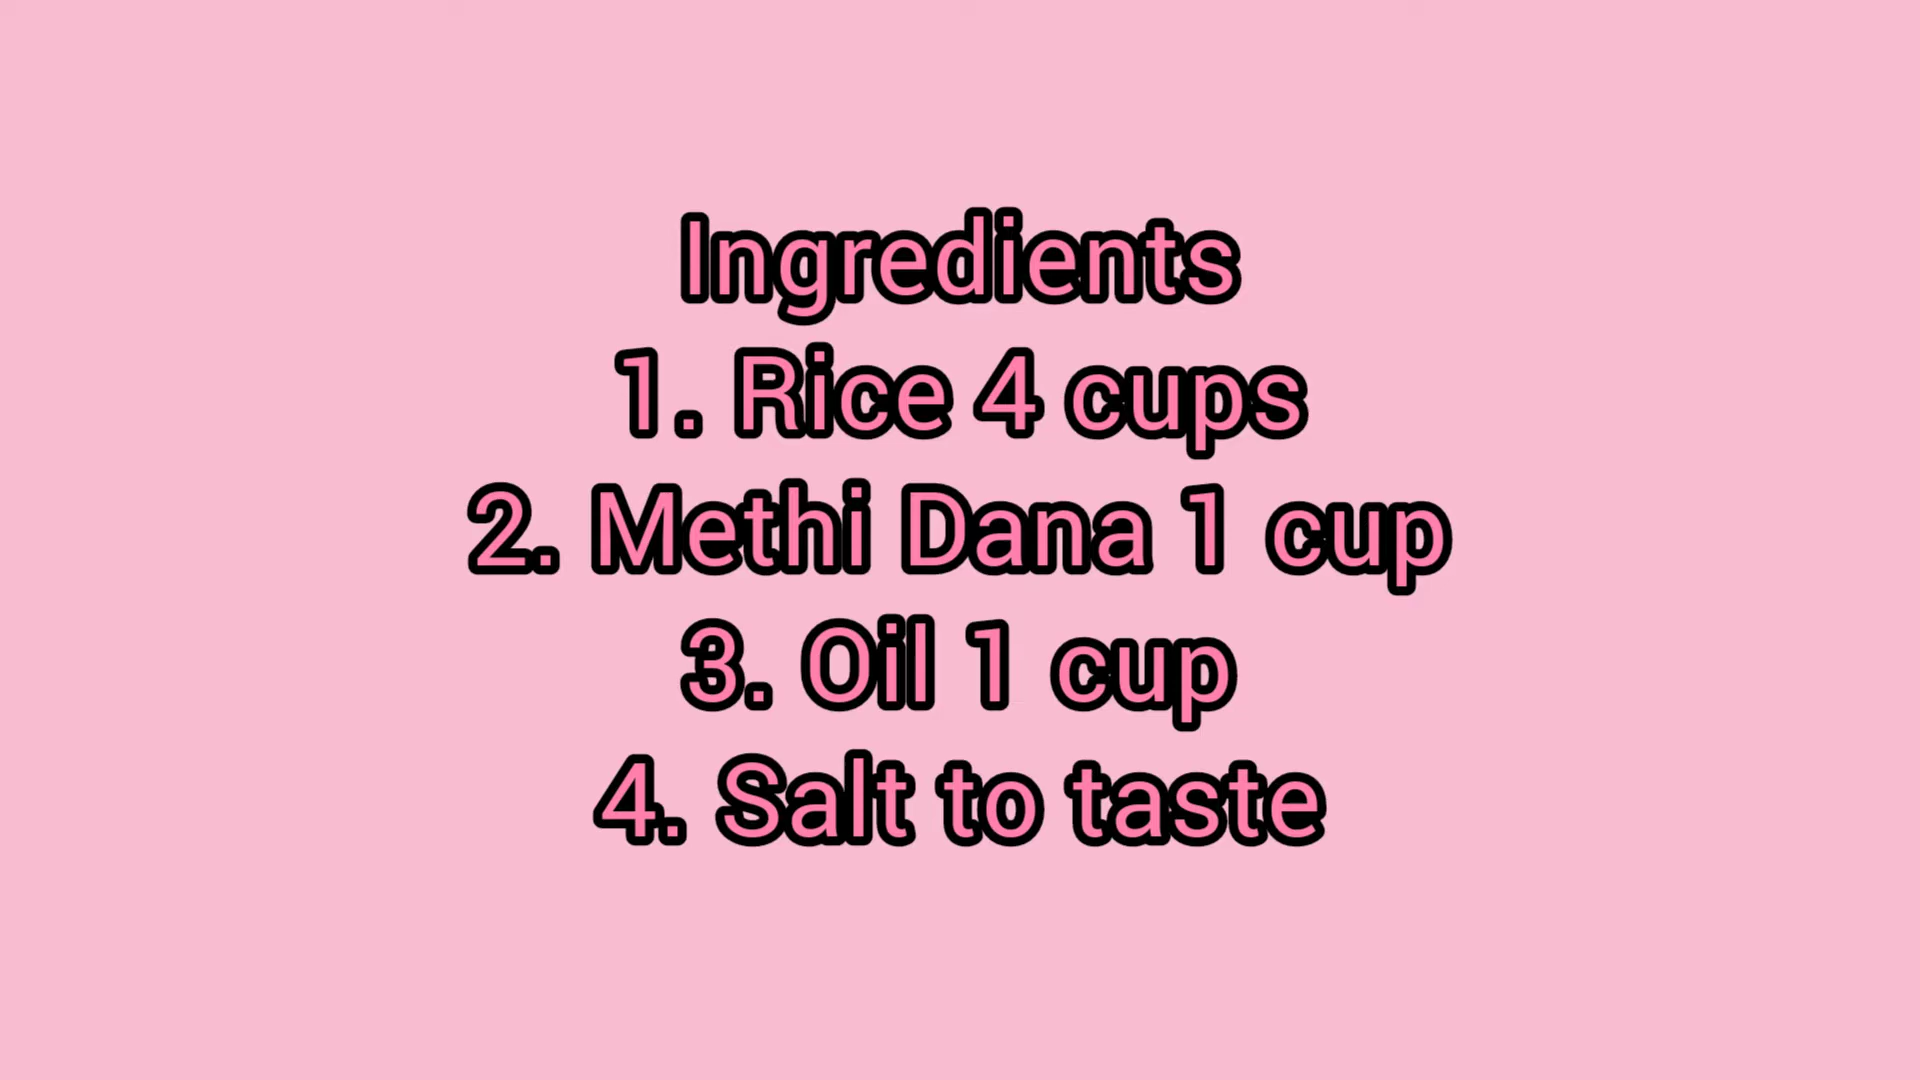 Ingredients
1. Rice 4 cups
2. Methi Dana 1 cup
3. Oil 1 cup
4. Salt to taste